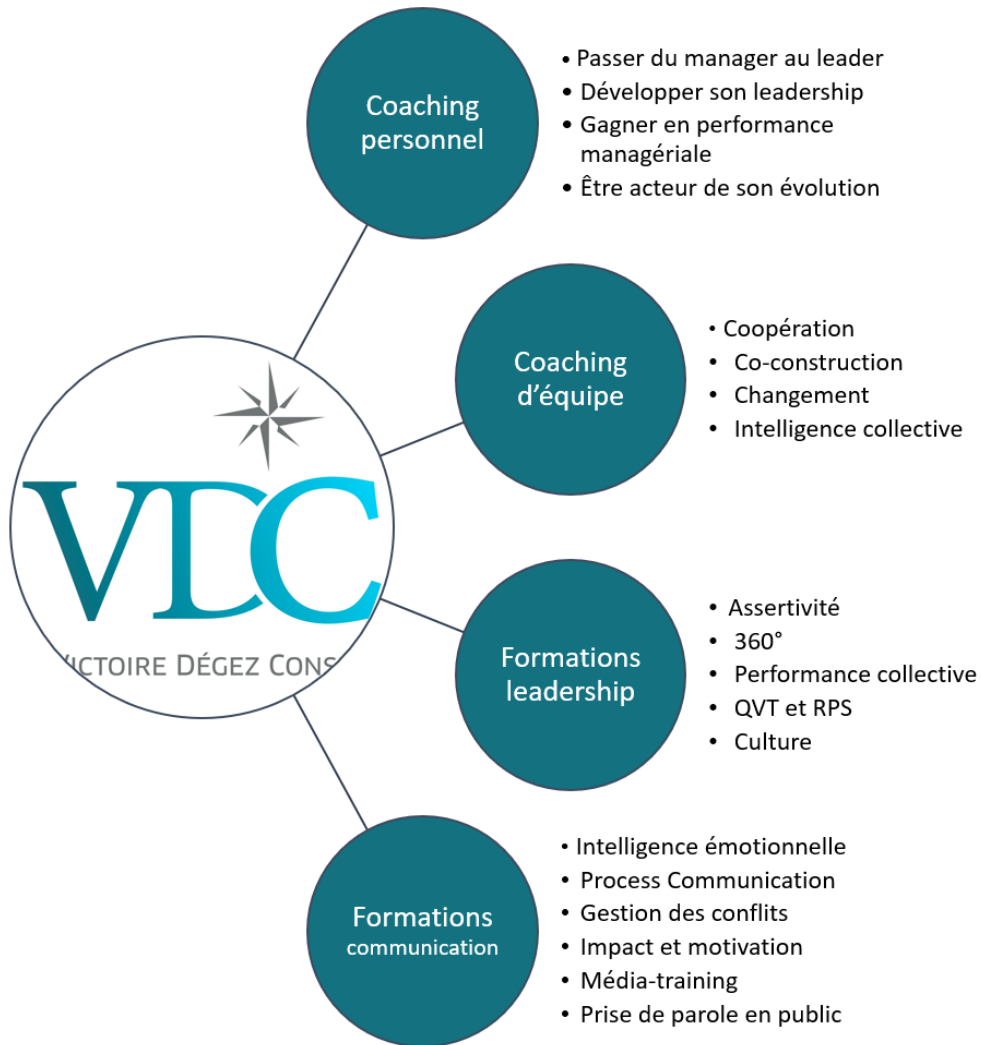 Coaching
personnel
• Passer du manager au leader
• Développer son leadership
• Gagner en performance
managériale
• Être acteur de son évolution
Coaching
d'équipe
• Coopération
• Co-construction
• Changement
• Intelligence collective
VDC
VICTOIRE DÉGEZ CONS
Formations
leadership
• Assertivité
• 360°
• Performance collective
• QVT et RPS
• Culture
Formations
communication
• Intelligence émotionnelle
• Process Communication
• Gestion des conflits
• Impact et motivation
• Média-training
• Prise de parole en public